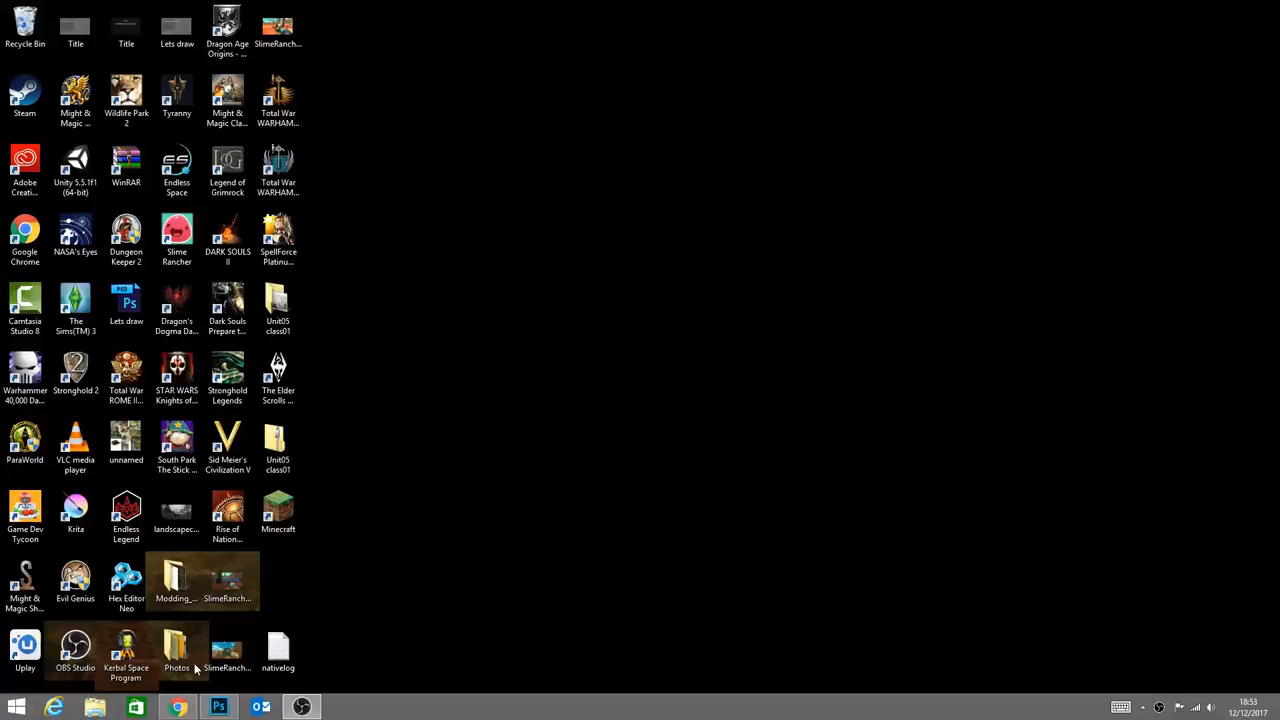 Recycle Bin
Title
Title
Lets draw
Dragon Age
Origins - ...
SlimeRanch...
Steam
Might &
Magic ...
Wildlife Park
2
Tyranny
Might &
Magic Cla...
Total War
WARHAM...
Adobe
Creati...
Unity 5.5.1f1
(64-bit)
WinRAR
ES
Endless
Space
LOG
Legend of
Grimrock
Total War
WARHAM...
Google
Chrome
NASA's Eyes
Dungeon
Keeper 2
Slime
Rancher
DARK SOULS
II
SpellForce
Platinu...
Camtasia
Studio 8
The
Sims(TM) 3
PSD
Ps
Lets draw
Dragon's
Dogma Da...
Dark Souls
Prepare t...
Unit05
class01
Warhammer
40,000 Da...
2
Stronghold 2
Total War
ROME II...
STAR WARS
Knights of...
Stronghold
Legends
The Elder
Scrolls ...
ParaWorld
VLC media
player
unnamed
South Park
The Stick ...
V
Sid Meier's
Civilization V
Unit05
class01
Game Dev
Tycoon
Krita
Endless
Legend
landscapec...
Rise of
Nation...
Minecraft
Might &
Magic Sh...
Evil Genius
Hex Editor
Neo
Modding_...
SlimeRanch...
Uplay
OBS Studio
Kerbal Space
Program
Photos
SlimeRanch...
nativelog
Ps
18:53
12/12/2017